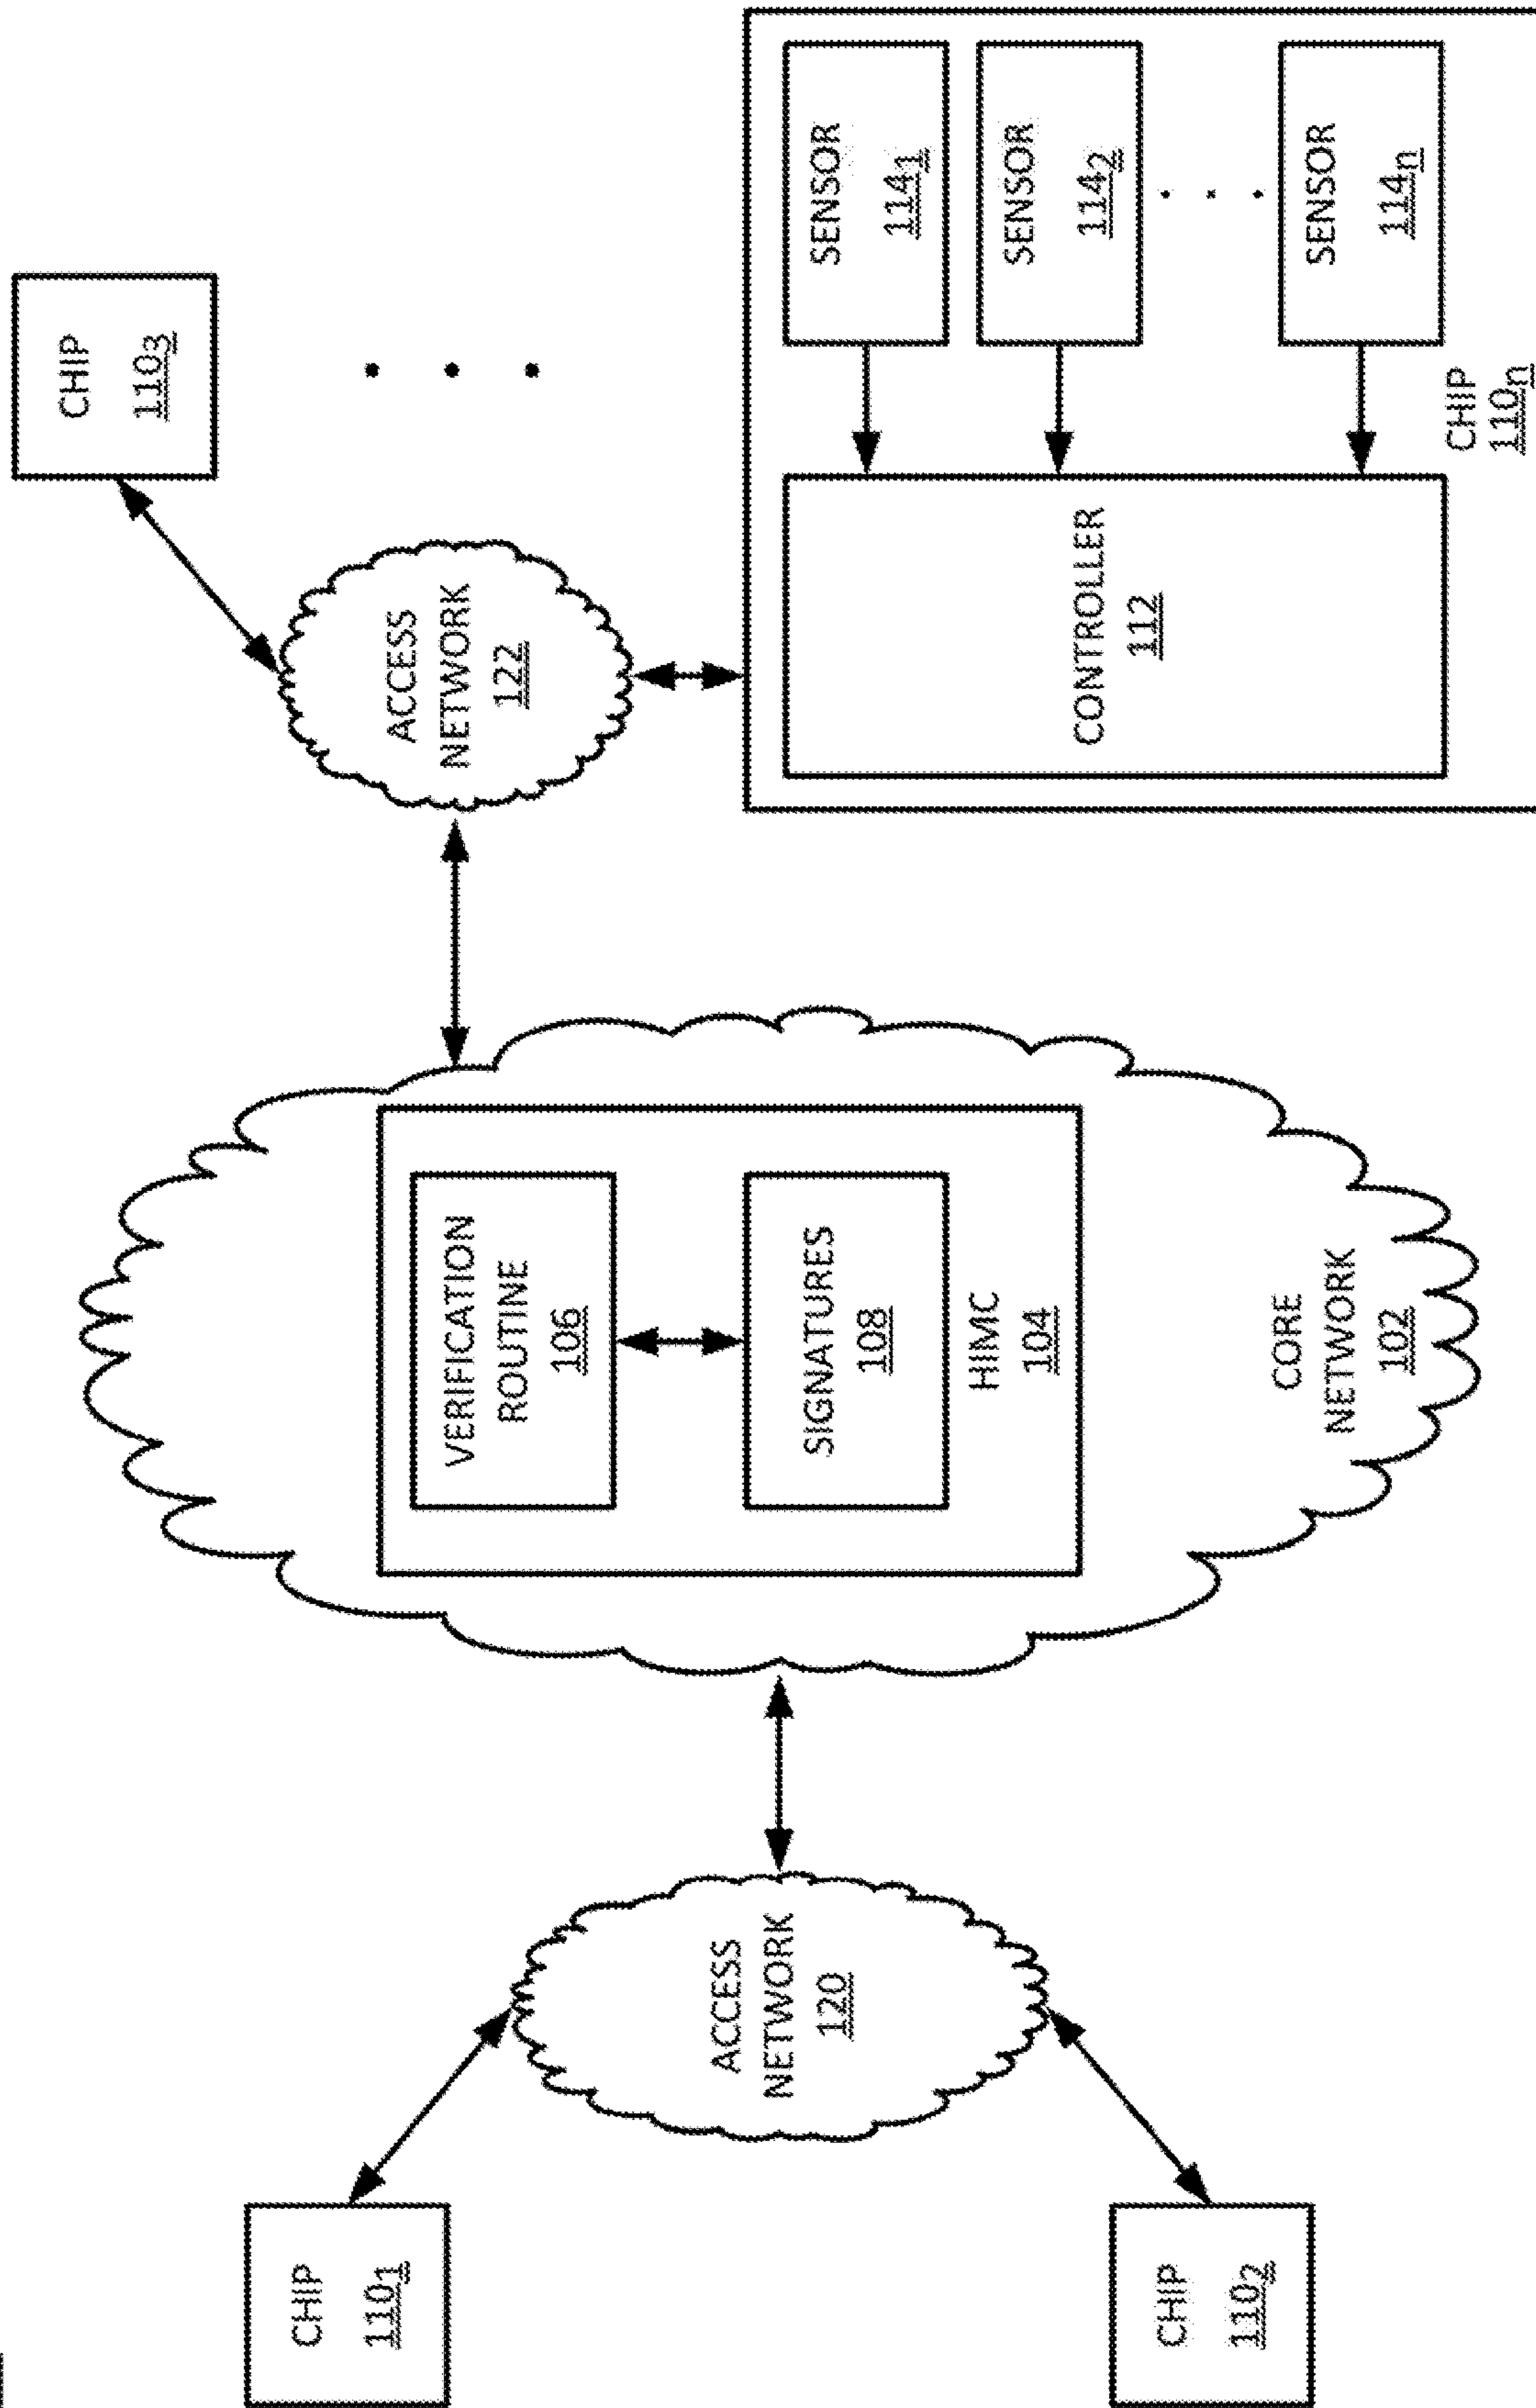 CHIP
110₁
CHIP
110₂
ACCESS
NETWORK
120
VERIFICATION
ROUTINE
106
SIGNATURES
108
HIMC
104
CORE
NETWORK
102
ACCESS
NETWORK
122
CHIP
110₃
CONTROLLER
112
SENSOR
114₁
SENSOR
114₂
SENSOR
114ₙ
CHIP
110ₙ